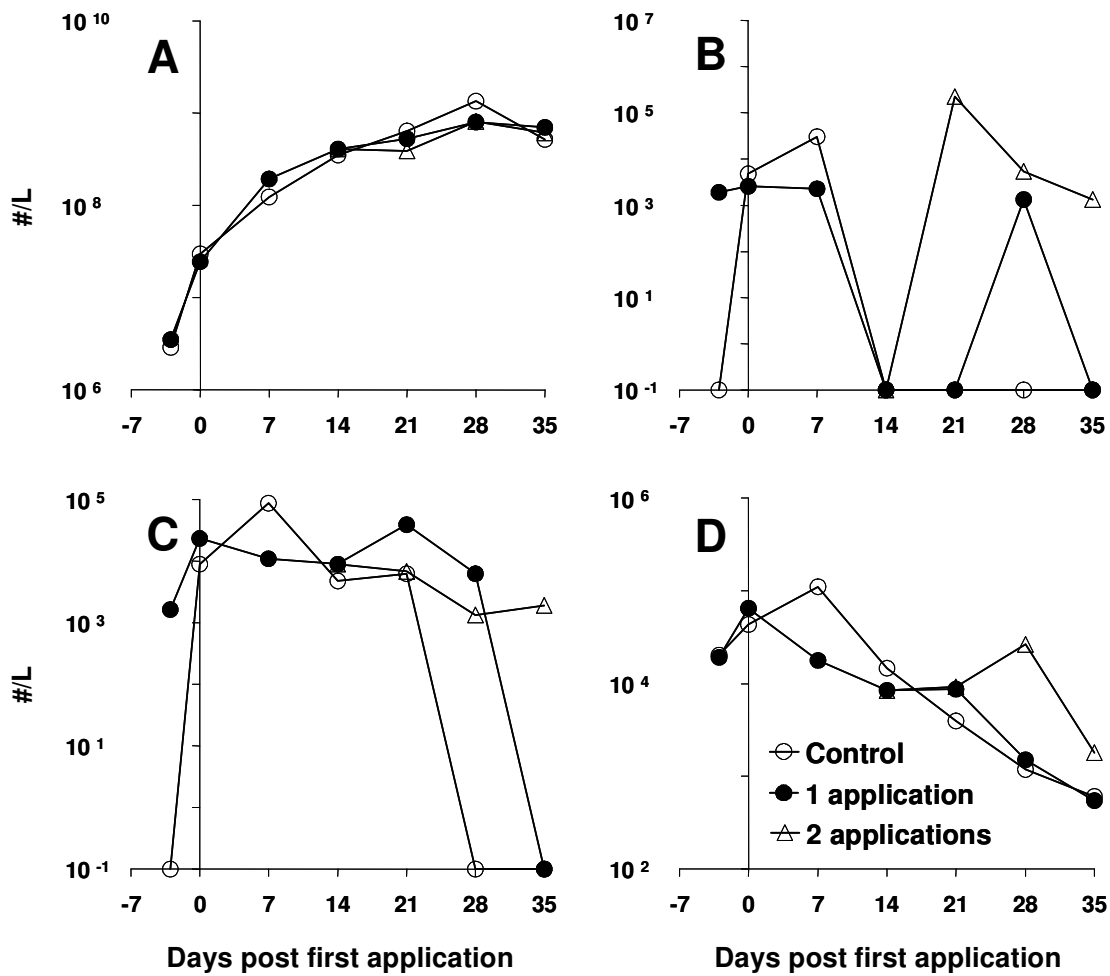 A
10 10
10 8
10 6
#/L
-7 0 7 14 21 28 35
B
10 7
10 5
10 3
10 1
10 -1
-7 0 7 14 21 28 35
C
10 5
10 3
10 1
10 -1
#/L
-7 0 7 14 21 28 35
Days post first application
D
10 6
10 4
10 2
Control
1 application
2 applications
-7 0 7 14 21 28 35
Days post first application